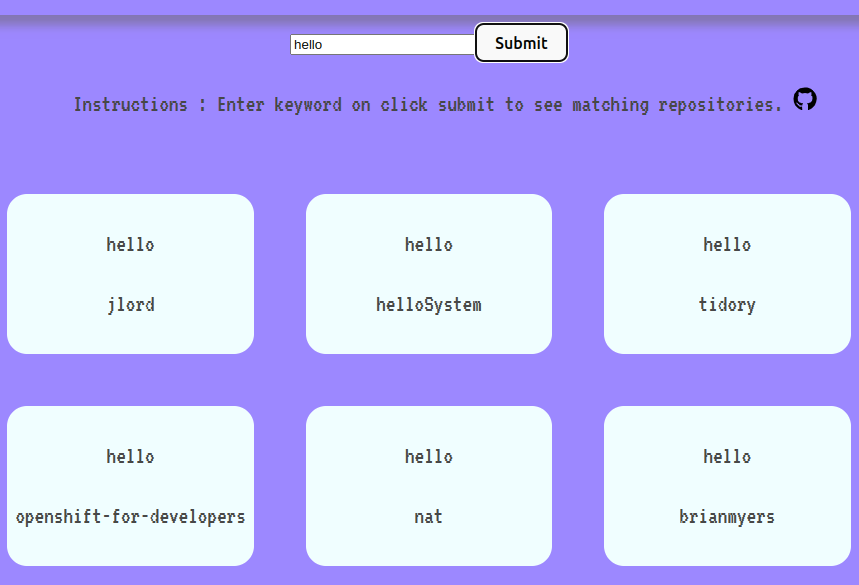 hello Submit
Instructions : Enter keyword on click submit to see matching repositories.
hello hello hello
jlord helloSystem tidory
hello hello hello
openshift-for-developers nat brianmyers